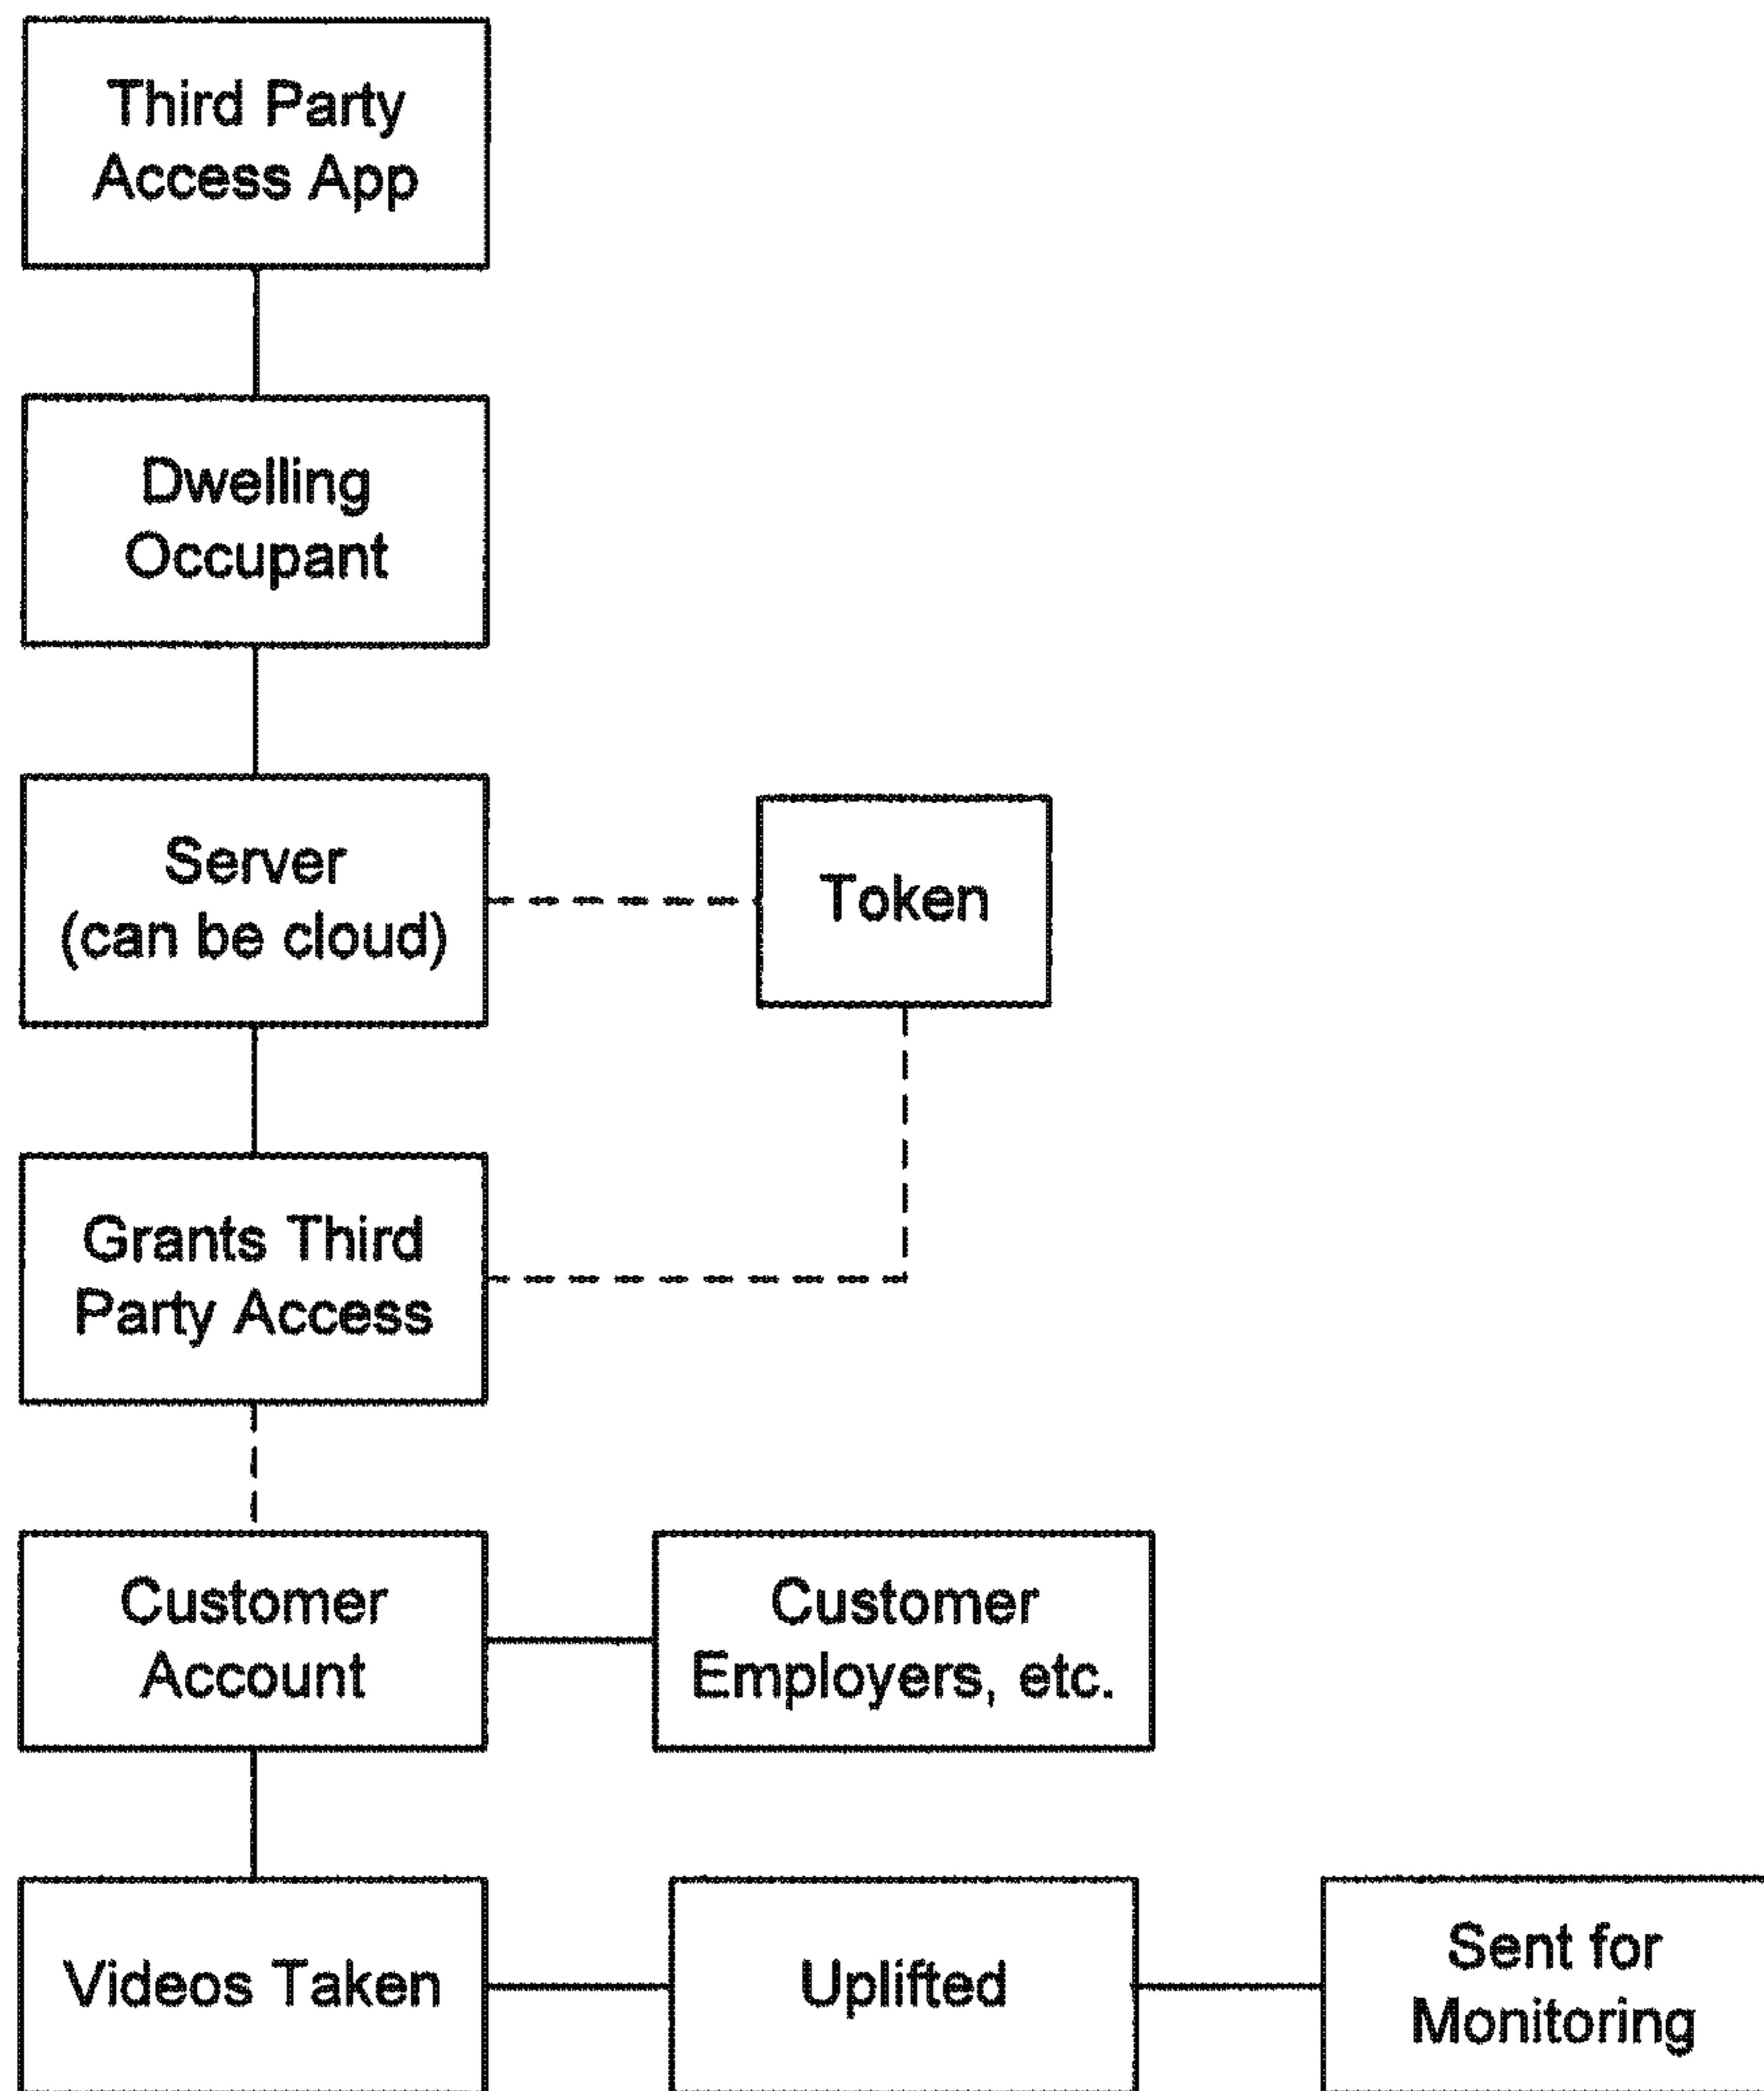 Third Party
Access App
Dwelling
Occupant
Server
(can be cloud)
Token
Grants Third
Party Access
Customer
Account
Customer
Employers, etc.
Videos Taken
Uplifted
Sent for
Monitoring